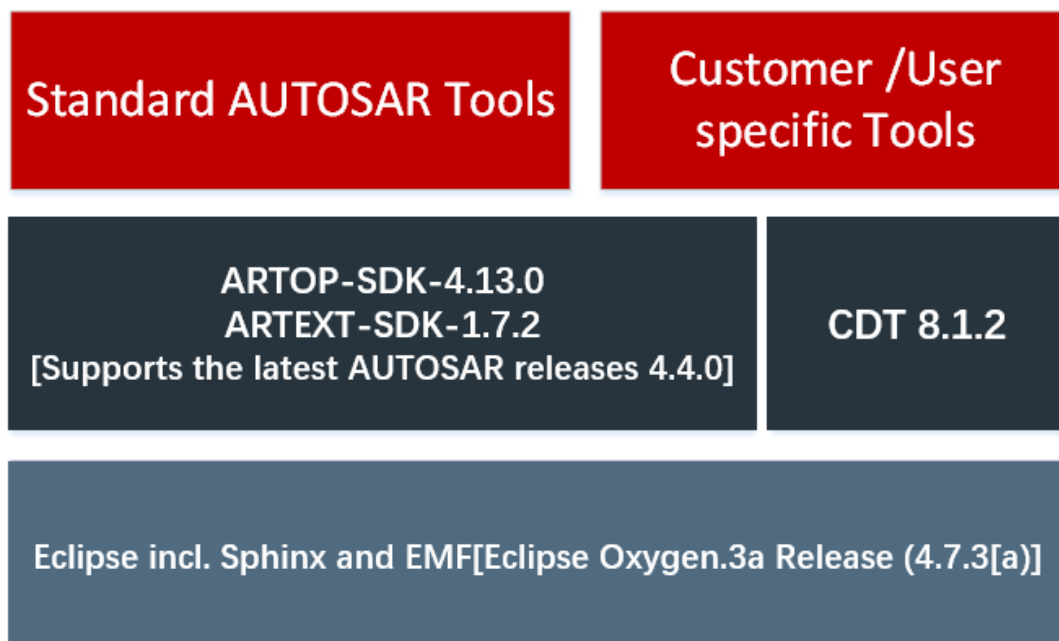 Standard AUTOSAR Tools
Customer /User
specific Tools
ARTOP-SDK-4.13.0
ARTEXT-SDK-1.7.2
[Supports the latest AUTOSAR releases 4.4.0]
CDT 8.1.2
Eclipse incl. Sphinx and EMF[Eclipse Oxygen.3a Release (4.7.3[a)]